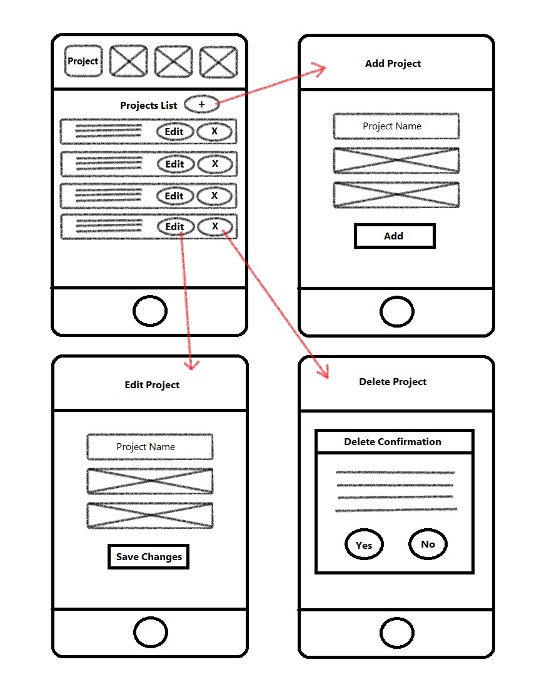 Project
Projects List +
Edit X
Edit X
Edit X
Edit X
Add Project
Project Name
Add
Edit Project
Project Name
Save Changes
Delete Project
Delete Confirmation
Yes No